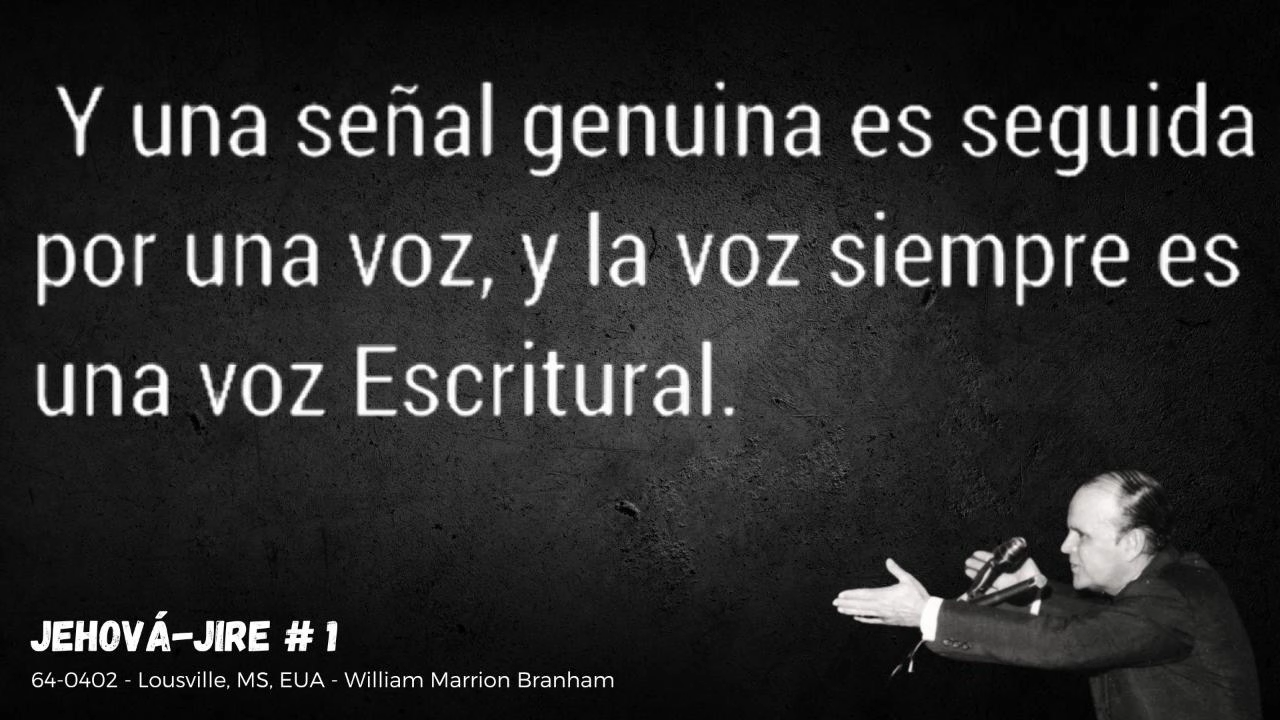 Y una señal genuina es seguida
por una voz, y la voz siempre es
una voz Escritural.
JEHOVÁ-JIRE # 1
64-0402 - Lousville, MS, EUA - William Marrion Branham